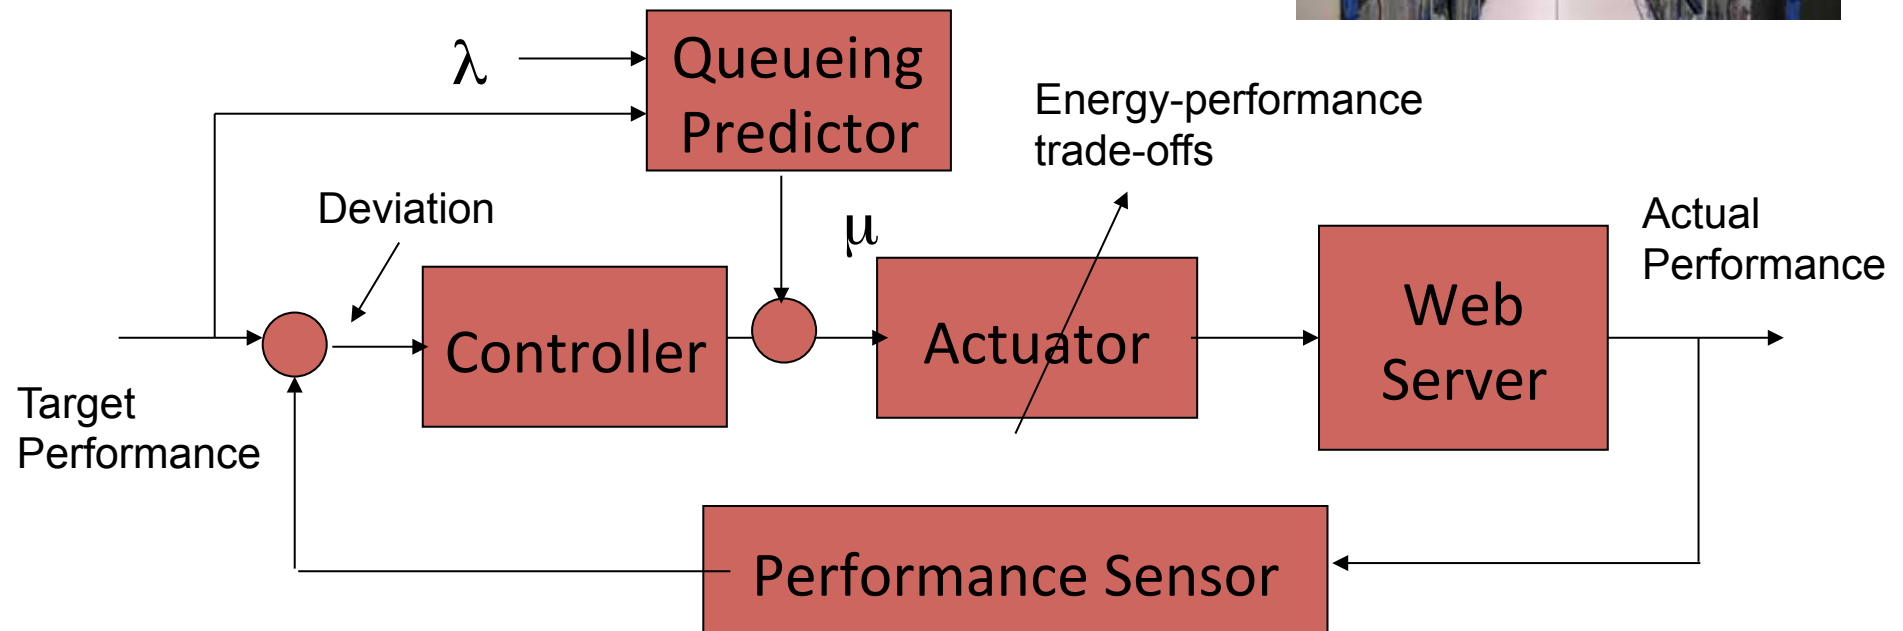 λ
Queueing
Predictor
Energy-performance
trade-offs
Deviation
μ
Actual
Performance
Controller
Actuator
Web
Server
Target
Performance
Performance Sensor